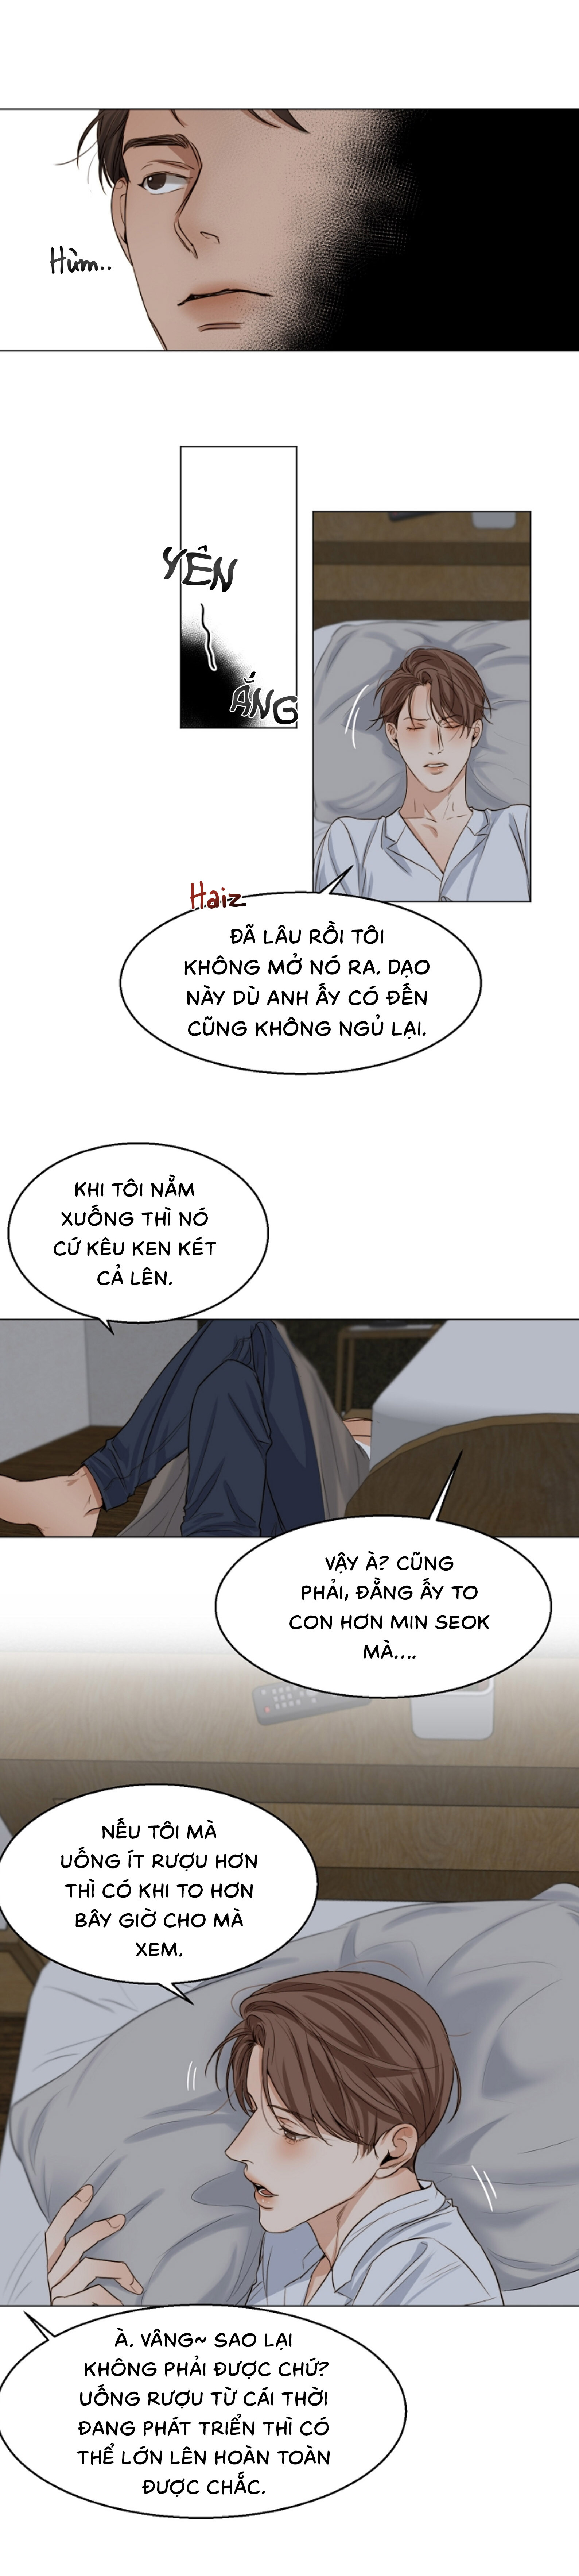 Hùm..
YÊN
ẮNG
Haiz
ĐÃ LÂU RỒI TÔI
KHÔNG MỞ NÓ RA. DẠO
NÀY DÙ ANH ẤY CÓ ĐẾN
CŨNG KHÔNG NGỦ LẠI.
KHI TÔI NẰM
XUỐNG THÌ NÓ
CỨ KÊU KEN KÉT
CẢ LÊN.
VẬY À? CŨNG
PHẢI, ĐẰNG ẤY TO
CON HƠN MIN SEOK
MÀ....
NẾU TÔI MÀ
UỐNG ÍT RƯỢU HƠN
THÌ CÓ KHI TO HƠN
BÂY GIỜ CHO MÀ
XEM.
À. VÂNG~ SAO LẠI
KHÔNG PHẢI ĐƯỢC CHỨ?
UỐNG RƯỢU TỪ CÁI THỜI
ĐANG PHÁT TRIỂN THÌ CÓ
THỂ LỚN LÊN HOÀN TOÀN
ĐƯỢC CHẮC.